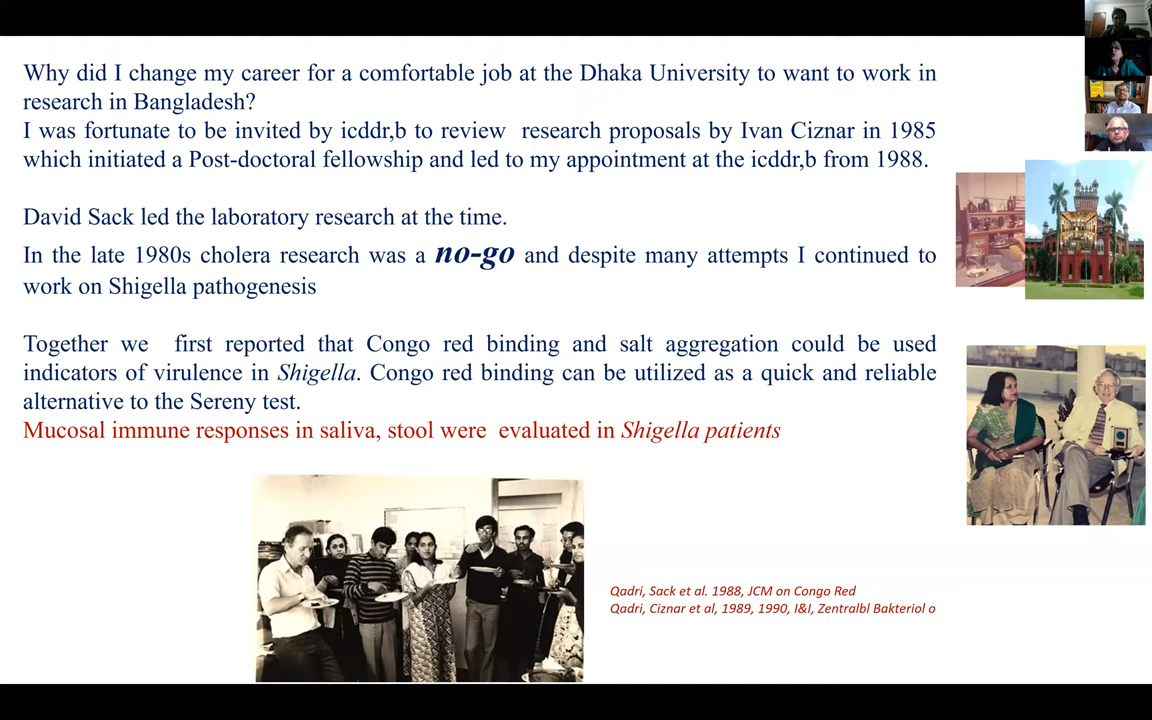 Why did I change my career for a comfortable job at the Dhaka University to want to work in
research in Bangladesh?
I was fortunate to be invited by icddr,b to review research proposals by Ivan Ciznar in 1985
which initiated a Post-doctoral fellowship and led to my appointment at the icddr,b from 1988.
David Sack led the laboratory research at the time.
In the late 1980s cholera research was a no-go and despite many attempts I continued to
work on Shigella pathogenesis
Together we first reported that Congo red binding and salt aggregation could be used
indicators of virulence in Shigella. Congo red binding can be utilized as a quick and reliable
alternative to the Sereny test.
Mucosal immune responses in saliva, stool were evaluated in Shigella patients
Qadri, Sack et al. 1988, JCM on Congo Red
Qadri, Ciznar et al, 1989, 1990, I&I, Zentralbl Bakteriol o